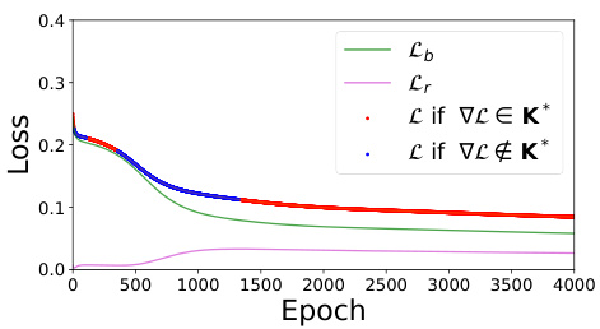 0.4
0.3
0.2
0.1
0.0
Loss
ℒ_b
ℒ_r
ℒ if ∇ℒ ∈ K*
ℒ if ∇ℒ ∉ K*
0 500 1000 1500 2000 2500 3000 3500 4000
Epoch